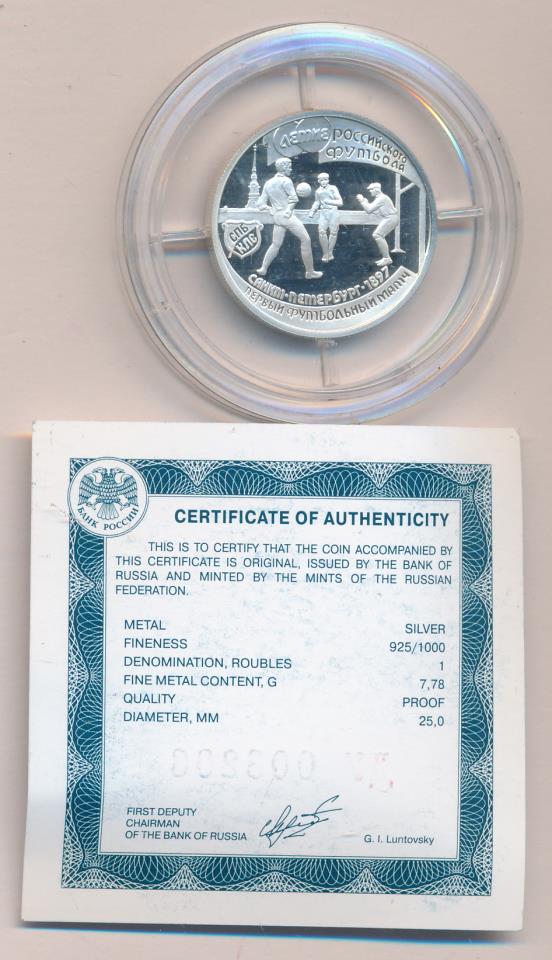 ЛЕТИЕ РОССИЙСКОГО
ФУТБОЛА
СПБ
КЛС
САНКТ-ПЕТЕРБУРГ·1897
ПЕРВЫЙ ФУТБОЛЬНЫЙ МАТЧ
БАНК РОССИИ
CERTIFICATE OF AUTHENTICITY
THIS IS TO CERTIFY THAT THE COIN ACCOMPANIED BY
THIS CERTIFICATE IS ORIGINAL, ISSUED BY THE BANK OF
RUSSIA AND MINTED BY THE MINTS OF THE RUSSIAN
FEDERATION.
METAL SILVER
FINENESS 925/1000
DENOMINATION, ROUBLES 1
FINE METAL CONTENT, G 7,78
QUALITY PROOF
DIAMETER, MM 25,0
FIRST DEPUTY
CHAIRMAN
OF THE BANK OF RUSSIA G. I. Luntovsky